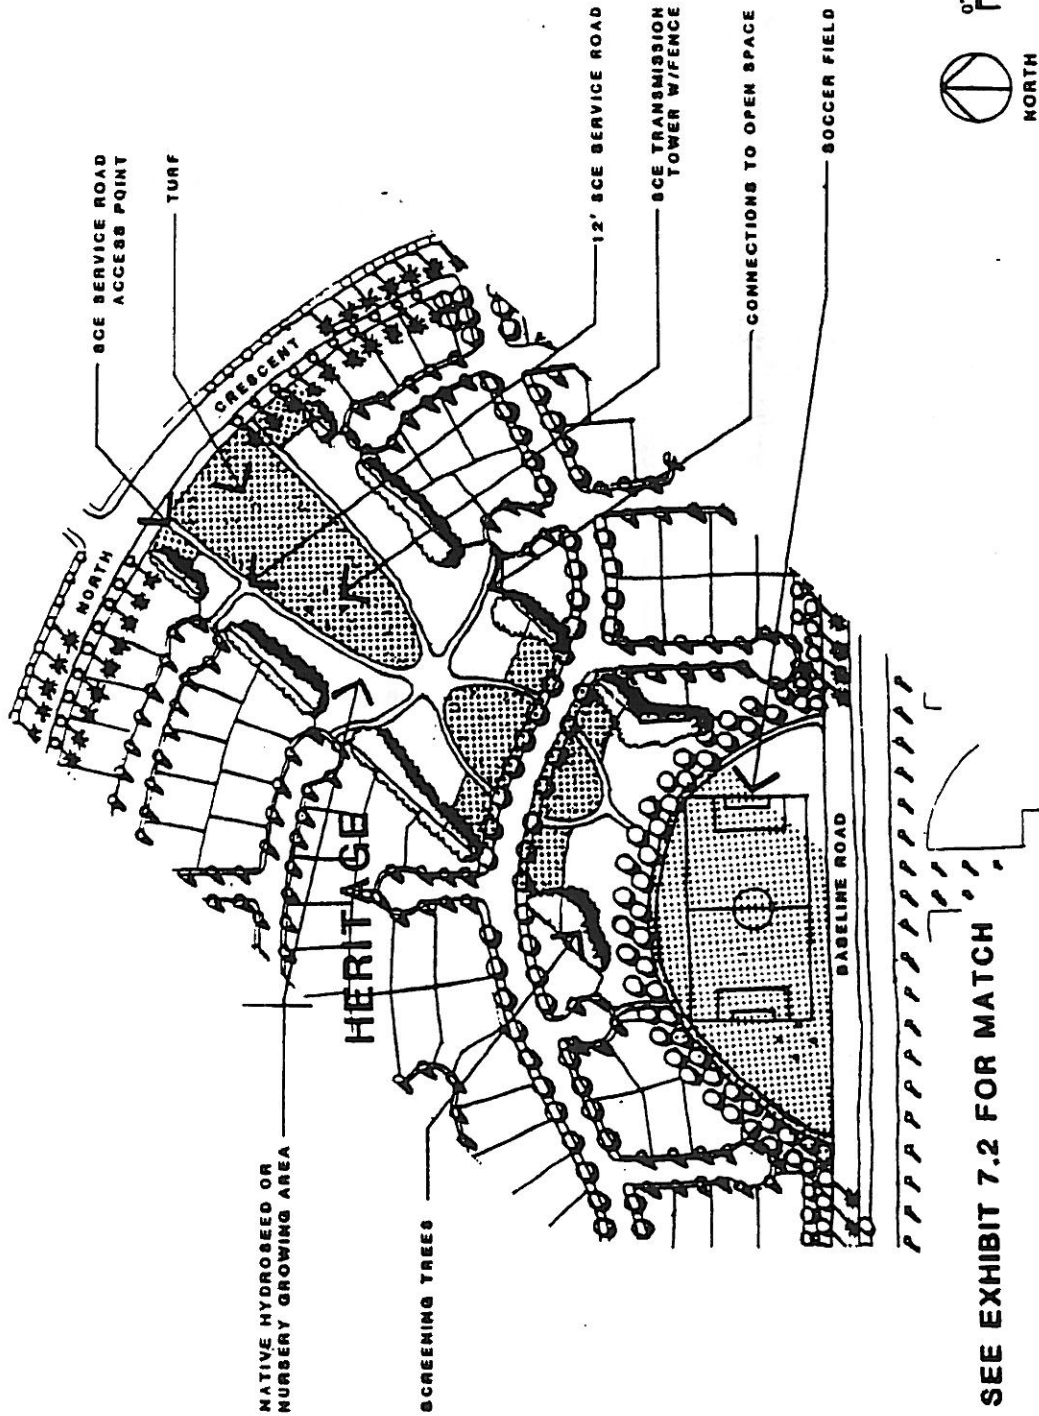 SCE SERVICE ROAD
ACCESS POINT
TURF
12' SCE SERVICE ROAD
SCE TRANSMISSION
TOWER W/FENCE
CONNECTIONS TO OPEN SPACE
SOCCER FIELD
NORTH
CRESCENT
NORTH
HERITAGE
BASELINE ROAD
NATIVE HYDROSEED OR
NURSERY GROWING AREA
SCREENING TREES
SEE EXHIBIT 7.2 FOR MATCH
0'